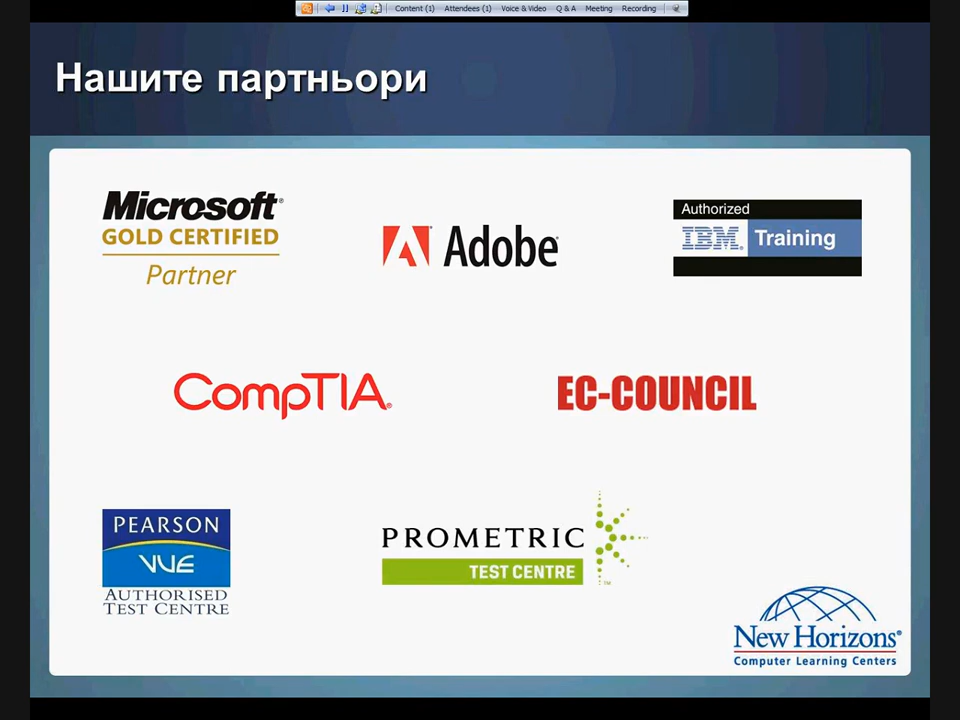 Content (1) Attendees (1) Voice & Video Q & A Meeting Recording
Нашите партньори
Microsoft®
GOLD CERTIFIED
Partner
Adobe®
Authorized
IBM® Training
CompTIA®
EC-COUNCIL
PEARSON
VUE
AUTHORISED
TEST CENTRE
PROMETRIC
TEST CENTRE
™
New Horizons®
Computer Learning Centers